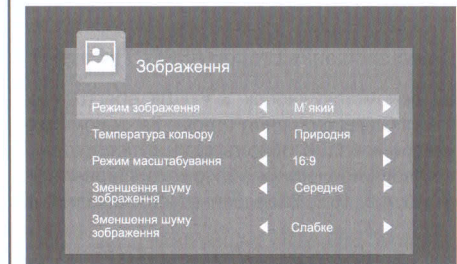 Зображення
Режим зображення М´який
Температура кольору Природня
Режим масштабування 16:9
Зменшення шуму
зображення Середнє
Зменшення шуму
зображення Слабке